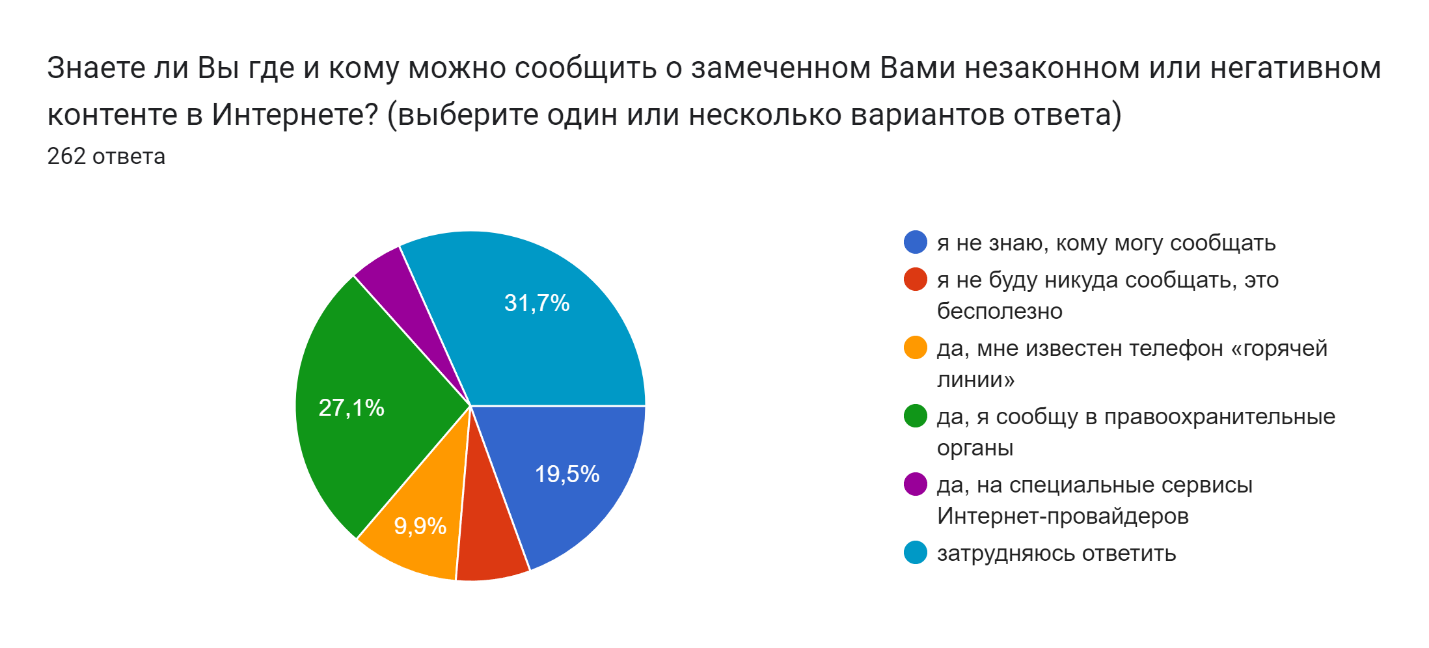 Знаете ли Вы где и кому можно сообщить о замеченном Вами незаконном или негативном
контенте в Интернете? (выберите один или несколько вариантов ответа)
262 ответа
31,7%
27,1%
19,5%
9,9%
я не знаю, кому могу сообщать
я не буду никуда сообщать, это
бесполезно
да, мне известен телефон «горячей
линии»
да, я сообщу в правоохранительные
органы
да, на специальные сервисы
Интернет-провайдеров
затрудняюсь ответить